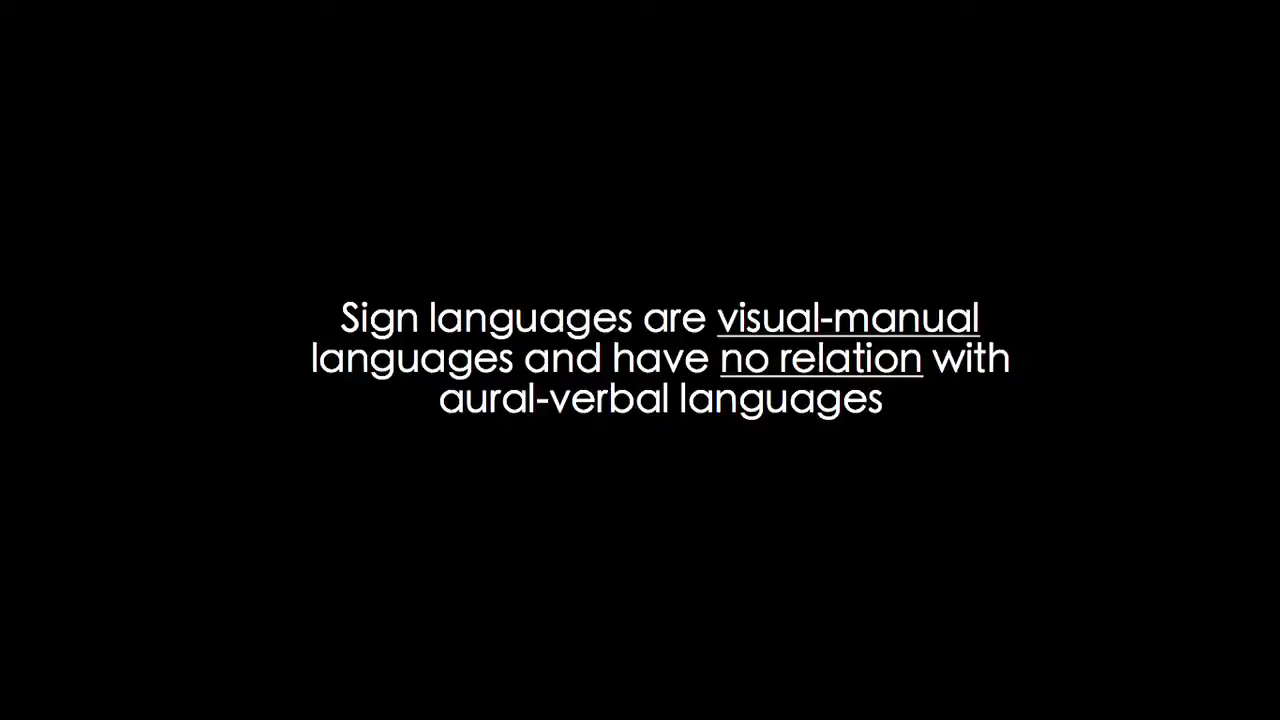 Sign languages are visual-manual
languages and have no relation with
aural-verbal languages